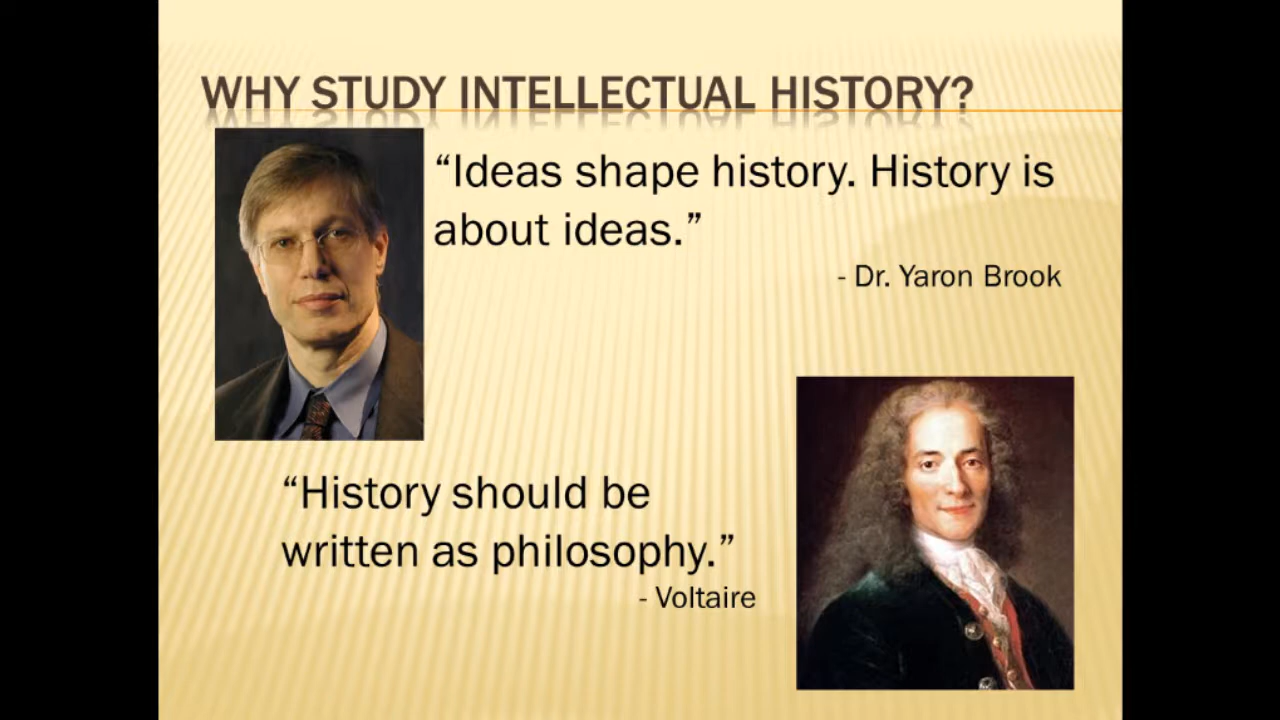 WHY STUDY INTELLECTUAL HISTORY?
“Ideas shape history. History is
about ideas.”
- Dr. Yaron Brook
“History should be
written as philosophy.”
- Voltaire